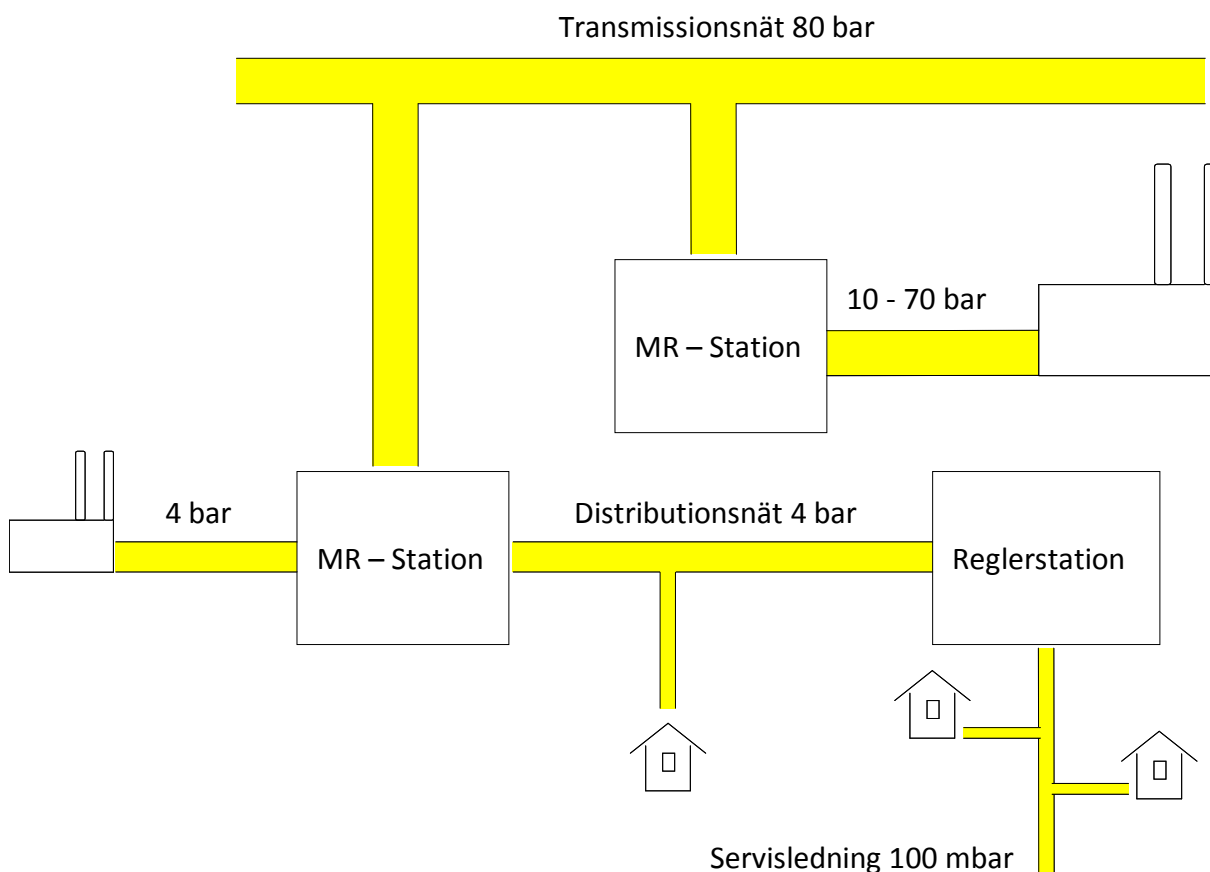 Transmissionsnät 80 bar
10 - 70 bar
MR – Station
4 bar
Distributionsnät 4 bar
MR – Station
Reglerstation
Servisledning 100 mbar